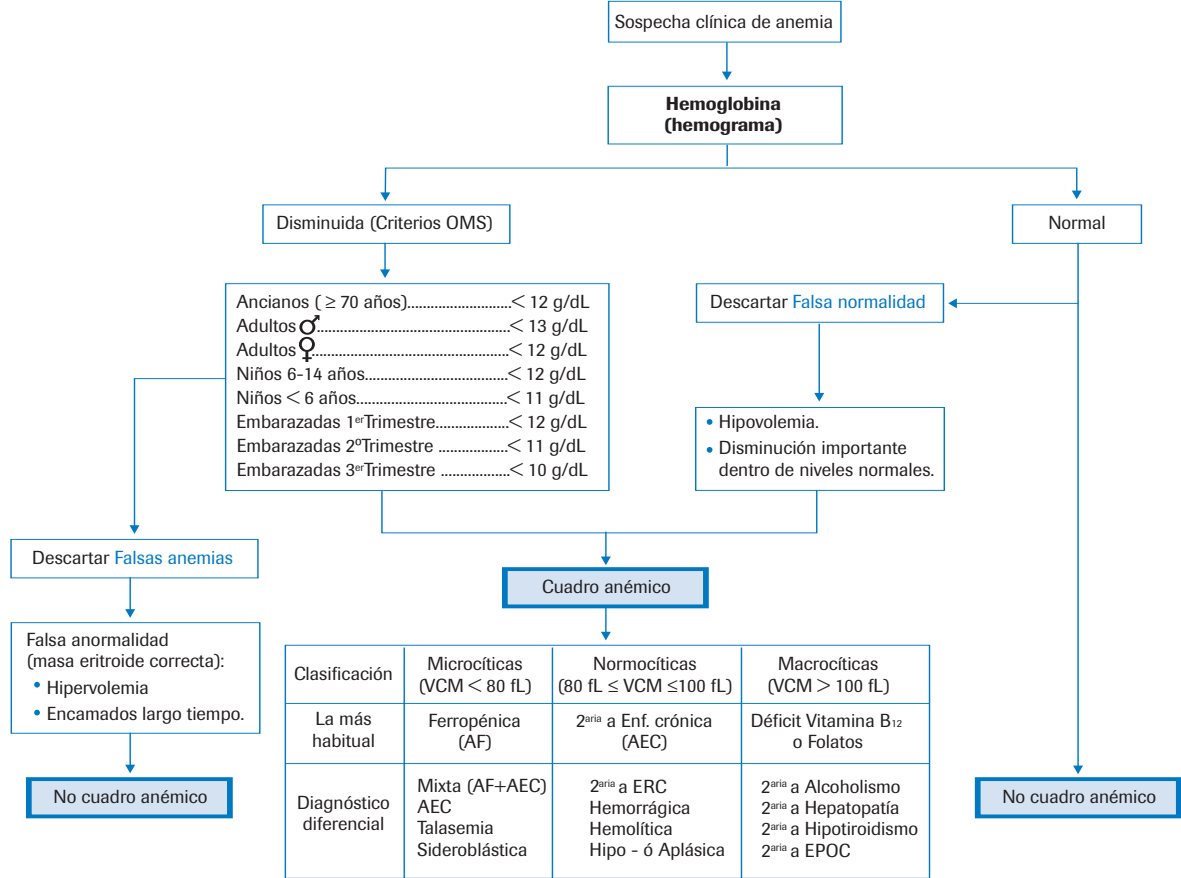 Sospecha clínica de anemia
Hemoglobina
(hemograma)
Disminuida (Criterios OMS)
Normal
Ancianos ( ≥ 70 años)..........................< 12 g/dL
Adultos ♂................................................< 13 g/dL
Adultos ♀.................................................< 12 g/dL
Niños 6-14 años....................................< 12 g/dL
Niños < 6 años......................................< 11 g/dL
Embarazadas 1erTrimestre..................< 12 g/dL
Embarazadas 2ºTrimestre .................< 11 g/dL
Embarazadas 3erTrimestre .................< 10 g/dL
Descartar Falsa normalidad
• Hipovolemia.
• Disminución importante
dentro de niveles normales.
Descartar Falsas anemias
Falsa anormalidad
(masa eritroide correcta):
• Hipervolemia
• Encamados largo tiempo.
No cuadro anémico
Cuadro anémico
Clasificación
Microcíticas
(VCM < 80 fL)
Normocíticas
(80 fL ≤ VCM ≤100 fL)
Macrocíticas
(VCM > 100 fL)
La más
habitual
Ferropénica
(AF)
2aria a Enf. crónica
(AEC)
Déficit Vitamina B12
o Folatos
Diagnóstico
diferencial
Mixta (AF+AEC)
AEC
Talasemia
Sideroblástica
2aria a ERC
Hemorrágica
Hemolítica
Hipo - ó Aplásica
2aria a Alcoholismo
2aria a Hepatopatía
2aria a Hipotiroidismo
2aria a EPOC
No cuadro anémico